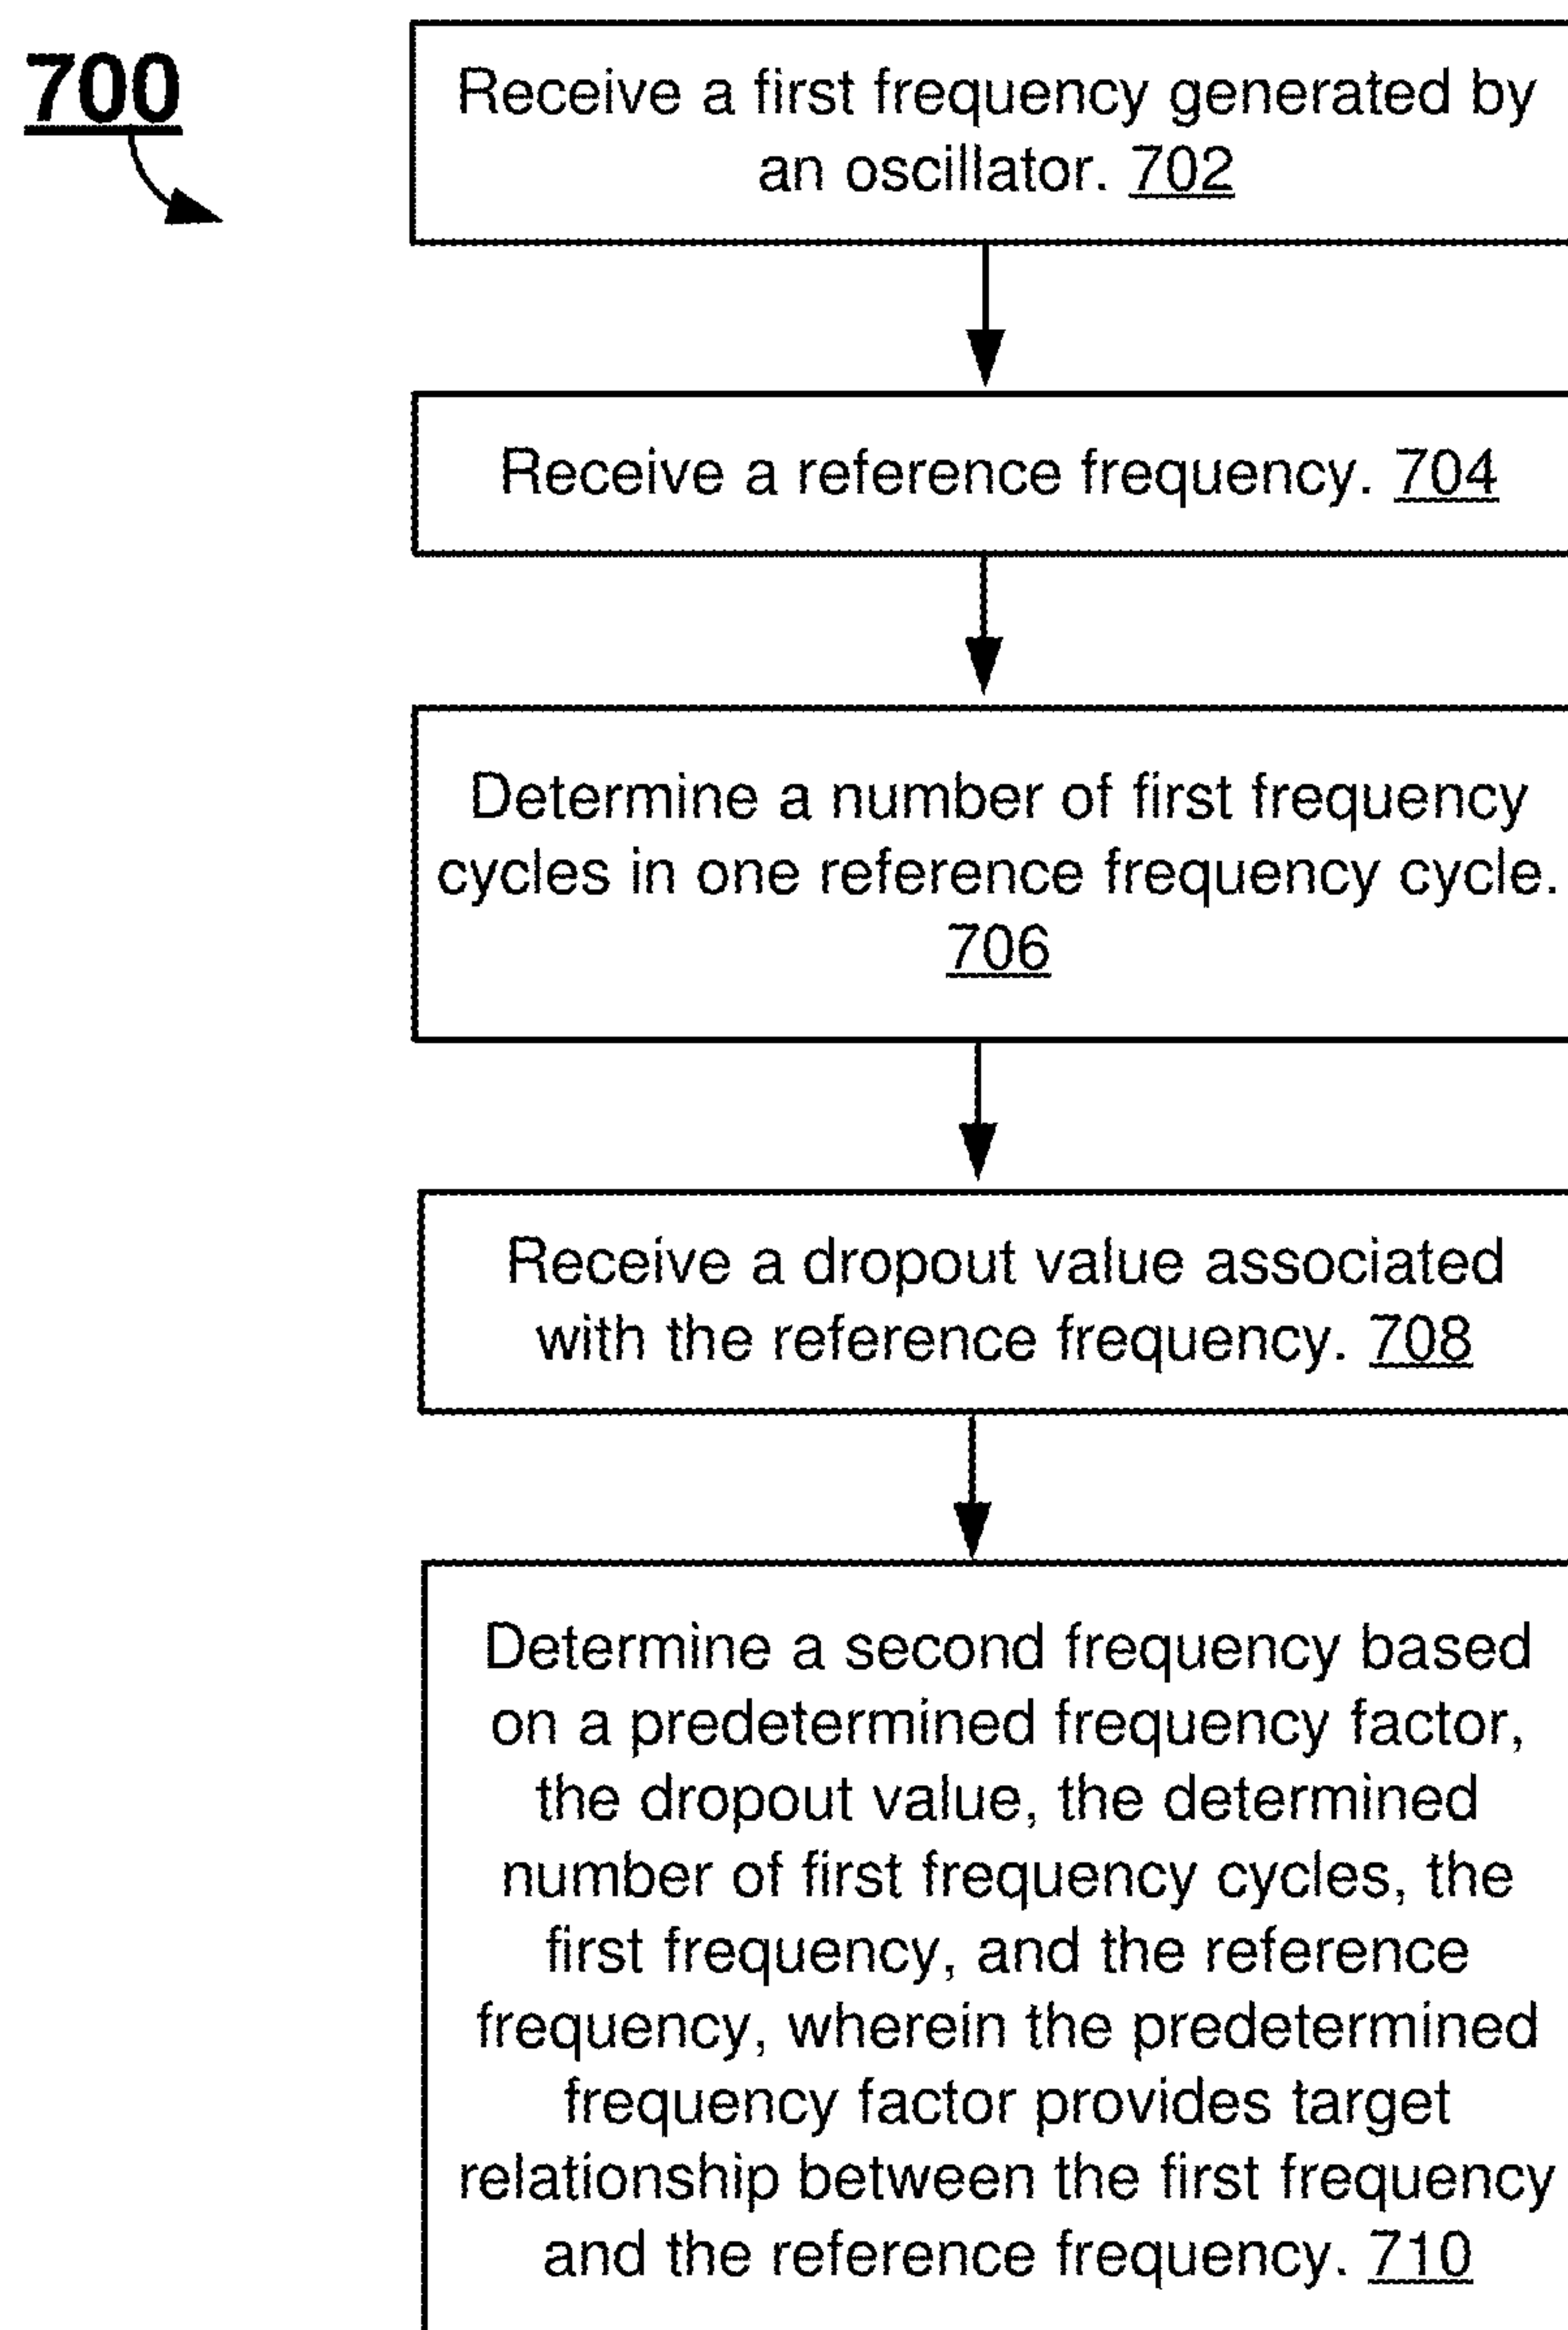 700
Receive a first frequency generated by
an oscillator. 702
Receive a reference frequency. 704
Determine a number of first frequency
cycles in one reference frequency cycle.
706
Receive a dropout value associated
with the reference frequency. 708
Determine a second frequency based
on a predetermined frequency factor,
the dropout value, the determined
number of first frequency cycles, the
first frequency, and the reference
frequency, wherein the predetermined
frequency factor provides target
relationship between the first frequency
and the reference frequency. 710